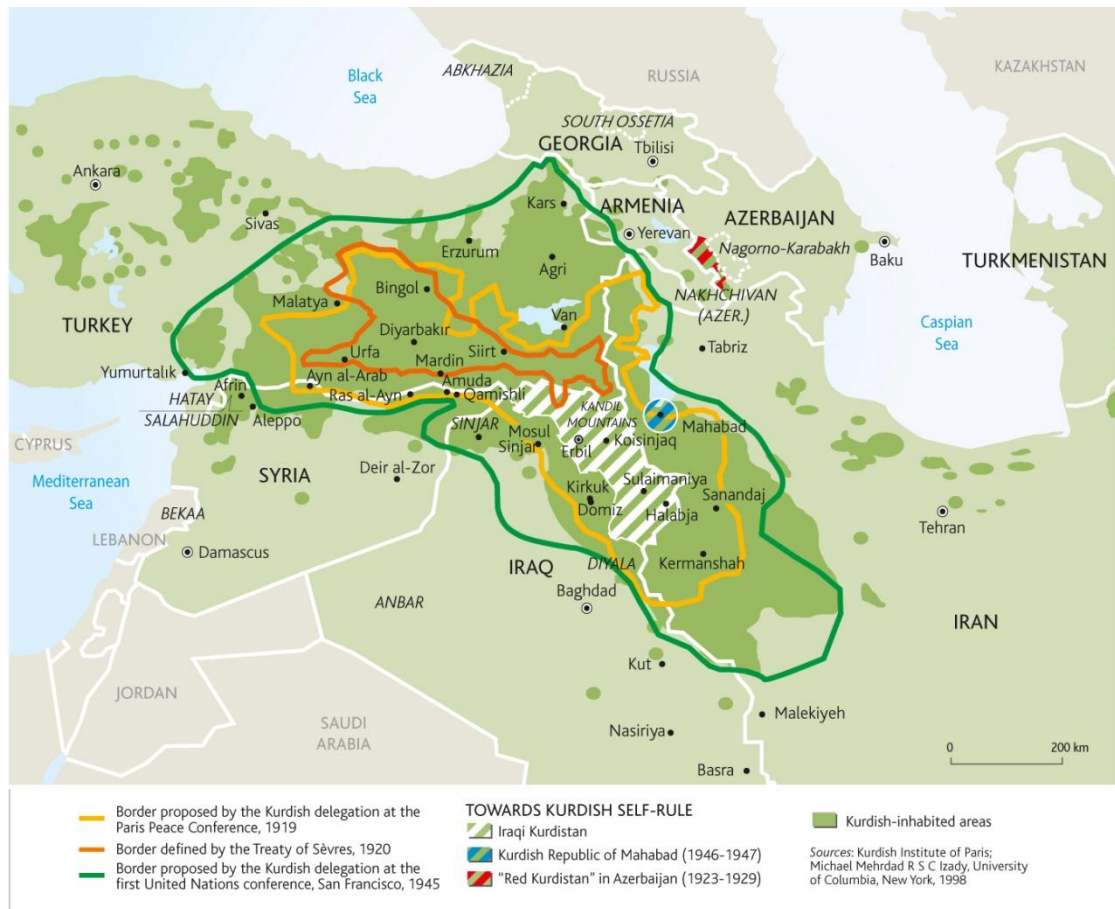 KAZAKHSTAN
ABKHAZIA
RUSSIA
Black
Sea
SOUTH OSSETIA
GEORGIA
Tbilisi
Ankara
Kars
ARMENIA
AZERBAIJAN
Sivas
Yerevan
Nagorno-Karabakh
Erzurum
Baku
Agri
TURKMENISTAN
Bingol
NAKHCHIVAN
(AZER.)
Malatya
Van
Caspian
Sea
TURKEY
Diyarbakır
Tabriz
Urfa
Siirt
Mardin
Yumurtalık
Ayn al-Arab
Amuda
Afrin
Ras al-Ayn
Qamishli
HATAY
KANDIL
MOUNTAINS
SALAHUDDIN
Aleppo
SINJAR
Mosul
Mahabad
CYPRUS
Sinjar
Erbil
Koisinjaq
Deir al-Zor
SYRIA
Mediterranean
Sea
Kirkuk
Sulaimaniya
Sanandaj
Domiz
Halabja
Tehran
BEKAA
LEBANON
Damascus
IRAQ
DIYALA
Kermanshah
ANBAR
Baghdad
IRAN
Kut
JORDAN
Malekiyeh
SAUDI
ARABIA
Nasiriya
0 200 km
Basra
Border proposed by the Kurdish delegation at the
Paris Peace Conference, 1919
Border defined by the Treaty of Sèvres, 1920
Border proposed by the Kurdish delegation at the
first United Nations conference, San Francisco, 1945
TOWARDS KURDISH SELF-RULE
Iraqi Kurdistan
Kurdish Republic of Mahabad (1946-1947)
"Red Kurdistan" in Azerbaijan (1923-1929)
Kurdish-inhabited areas
Sources: Kurdish Institute of Paris;
Michael Mehrdad R S C Izady, University
of Columbia, New York, 1998